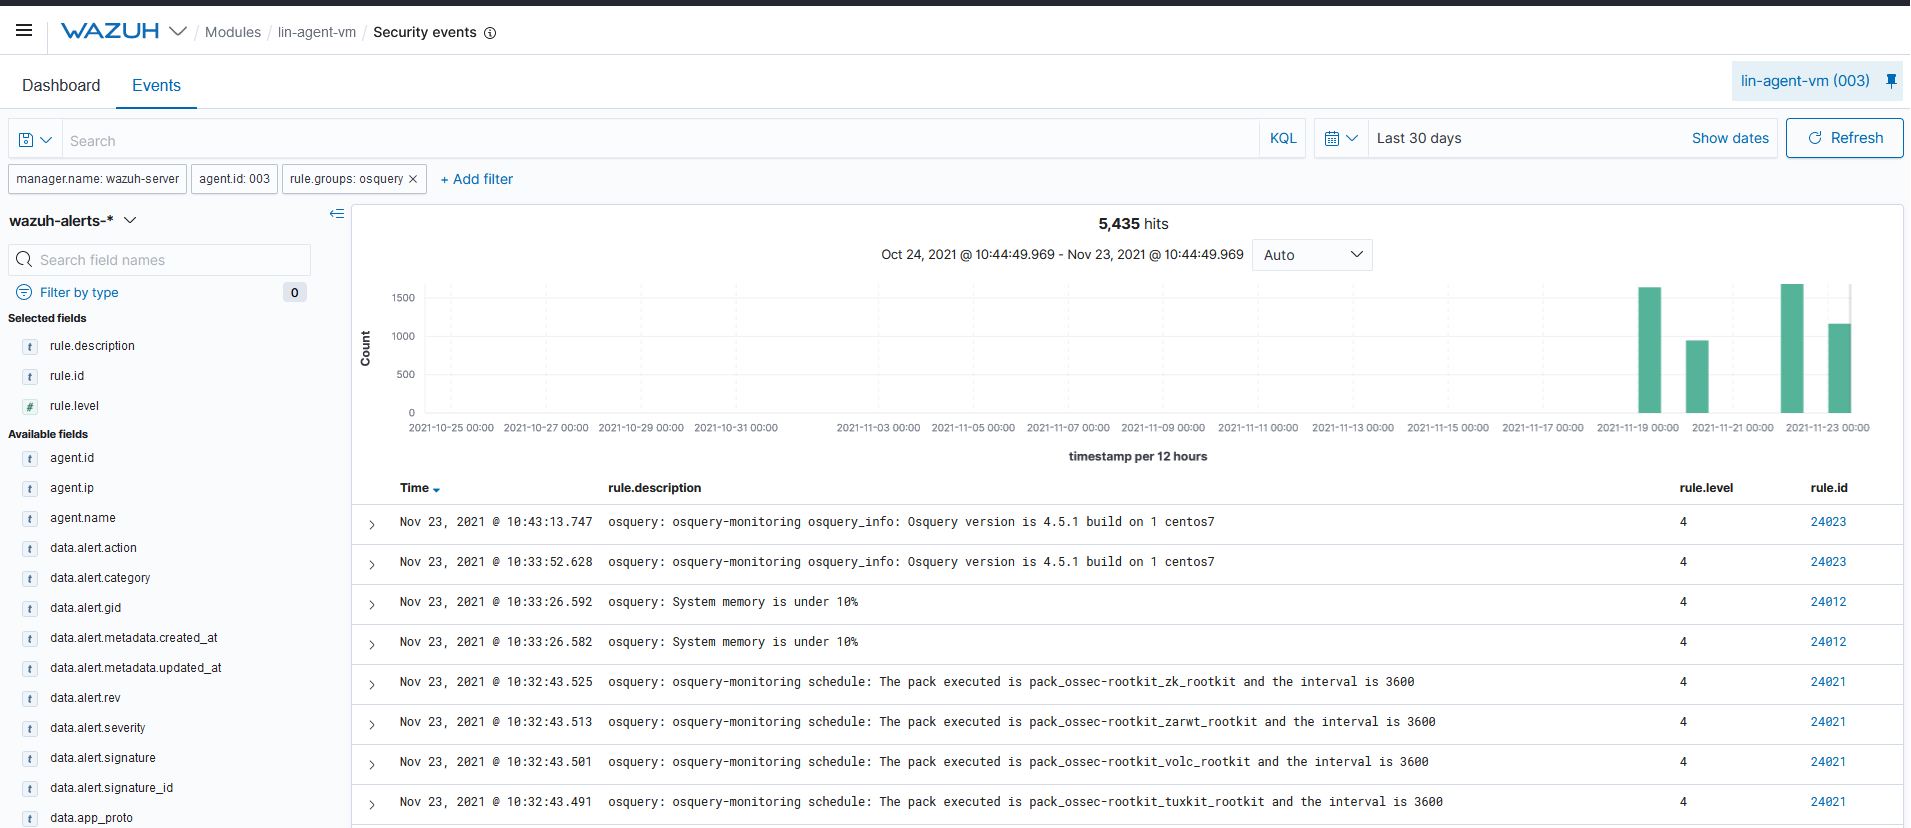 WAZUH / Modules / lin-agent-vm / Security events
Dashboard Events lin-agent-vm (003)
Search KQL Last 30 days Show dates Refresh
manager.name: wazuh-server agent.id: 003 rule.groups: osquery × + Add filter
wazuh-alerts-*
Search field names
Filter by type 0
Selected fields
t rule.description
t rule.id
# rule.level
Available fields
t agent.id
t agent.ip
t agent.name
t data.alert.action
t data.alert.category
t data.alert.gid
t data.alert.metadata.created_at
t data.alert.metadata.updated_at
t data.alert.rev
t data.alert.severity
t data.alert.signature
t data.alert.signature_id
t data.app_proto
5,435 hits
Oct 24, 2021 @ 10:44:49.969 - Nov 23, 2021 @ 10:44:49.969 Auto
Count
1500
1000
500
0
2021-10-25 00:00 2021-10-27 00:00 2021-10-29 00:00 2021-10-31 00:00 2021-11-03 00:00 2021-11-05 00:00 2021-11-07 00:00 2021-11-09 00:00 2021-11-11 00:00 2021-11-13 00:00 2021-11-15 00:00 2021-11-17 00:00 2021-11-19 00:00 2021-11-21 00:00 2021-11-23 00:00
timestamp per 12 hours
Time rule.description rule.level rule.id
Nov 23, 2021 @ 10:43:13.747 osquery: osquery-monitoring osquery_info: Osquery version is 4.5.1 build on 1 centos7 4 24023
Nov 23, 2021 @ 10:33:52.628 osquery: osquery-monitoring osquery_info: Osquery version is 4.5.1 build on 1 centos7 4 24023
Nov 23, 2021 @ 10:33:26.592 osquery: System memory is under 10% 4 24012
Nov 23, 2021 @ 10:33:26.582 osquery: System memory is under 10% 4 24012
Nov 23, 2021 @ 10:32:43.525 osquery: osquery-monitoring schedule: The pack executed is pack_ossec-rootkit_zk_rootkit and the interval is 3600 4 24021
Nov 23, 2021 @ 10:32:43.513 osquery: osquery-monitoring schedule: The pack executed is pack_ossec-rootkit_zarwt_rootkit and the interval is 3600 4 24021
Nov 23, 2021 @ 10:32:43.501 osquery: osquery-monitoring schedule: The pack executed is pack_ossec-rootkit_volc_rootkit and the interval is 3600 4 24021
Nov 23, 2021 @ 10:32:43.491 osquery: osquery-monitoring schedule: The pack executed is pack_ossec-rootkit_tuxkit_rootkit and the interval is 3600 4 24021